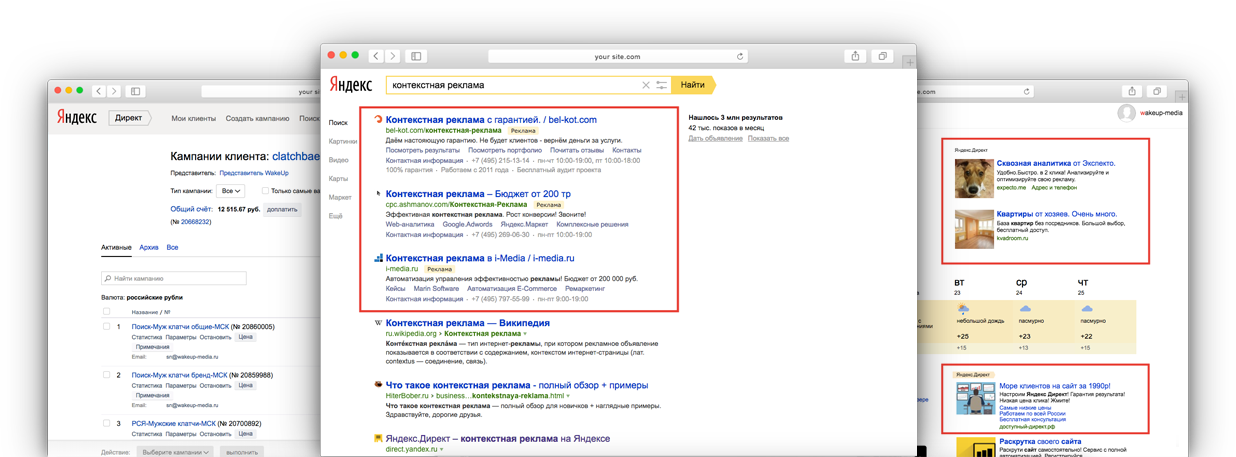 your si
Яндекс
Директ
Мои клиенты Создать кампанию Поиск
Кампании клиента: clatchbae
Представитель: Представитель WakeUp
Тип кампании: Все Только самые ва
Общий счёт: 12 515.67 руб. доплатить
(№ 20668232)
Активные Архив Все
Найти кампанию
Валюта: российские рубли
Название / №
1 Поиск-Муж клатчи общие-МСК (№ 20860005)
Статистика Параметры Остановить Цена
Примечания
Email: sn@wakeup-media.ru
2 Поиск-Муж клатчи бренд-МСК (№ 20859988)
Статистика Параметры Остановить Цена
Примечания
Email: sn@wakeup-media.ru
3 РСЯ-Мужские клатчи-МСК (№ 20700892)
Статистика Параметры Остановить Цена
Действие: Выберите кампании выполнить
your site.com
Яндекс
контекстная реклама
Найти
Поиск
Картинки
Видео
Карты
Маркет
Ещё
Контекстная реклама с гарантией. / bel-kot.com
bel-kot.com/контекстная-реклама Реклама
Даём настоящую гарантию. Не будет клиентов - вернём деньги за услуги.
Посмотреть результаты Посмотреть портфолио Почитать отзывы Контакты
Контактная информация · +7 (495) 215-13-14 · пн-чт 10:00-19:00, пт 10:00-18:00
100% гарантия · Работаем с 2011 года · Бесплатный аудит проекта
Контекстная реклама – Бюджет от 200 тр
cpc.ashmanov.com/Контекстная-Реклама Реклама
Эффективная контекстная реклама. Рост конверсии! Звоните!
Web-аналитика Google.Adwords Яндекс.Маркет Комплексные решения
Контактная информация · +7 (495) 269-06-30 · пн-пт 10:00-19:00
Контекстная реклама в i-Media / i-media.ru
i-media.ru Реклама
Автоматизация управления эффективностью рекламы! Бюджет от 200 000 руб.
Кейсы Marin Software Автоматизация E-Commerce Ремаркетинг
Контактная информация · +7 (495) 797-55-99 · пн-пт 9:00-19:00
Контекстная реклама — Википедия
ru.wikipedia.org › Контекстная реклама
Конте́кстная рекла́ма — тип интернет-рекламы, при котором рекламное объявление
показывается в соответствии с содержанием, контекстом интернет-страницы (лат.
contextus — соединение, связь).
Что такое контекстная реклама - полный обзор + примеры
HiterBober.ru › business…kontekstnaya-reklama.html
Что такое контекстная реклама — полный обзор для новичков + наглядные примеры.
Здравствуйте, дорогие друзья.
Яндекс.Директ – контекстная реклама на Яндексе
direct.yandex.ru
Нашлось 3 млн результатов
42 тыс. показов в месяц
Дать объявление Показать все
e.com
wakeup-media
Яндекс.Директ
Сквозная аналитика от Экспекто.
Удобно.Быстро. в 2 клика! Анализируйте и
оптимизируйте свою рекламу.
expecto.me Адрес и телефон
Квартиры от хозяев. Очень много.
База квартир без посредников. Большой выбор,
бесплатный доступ.
kvadroom.ru
ВТ СР ЧТ
23 24 25
небольшой дождь пасмурно пасмурно
+25 +23 +22
+15 +13 +15
Яндекс.Директ
Море клиентов на сайт за 1990р!
Настроим Яндекс Директ! Гарантия результата!
Низкая цена клика! Жмите!
Самые низкие цены
Работаем по всей России
Бесплатная консультация
доступный-директ.рф
Раскрутка своего сайта
Раскрути сайт самостоятельно! Сервис с полной